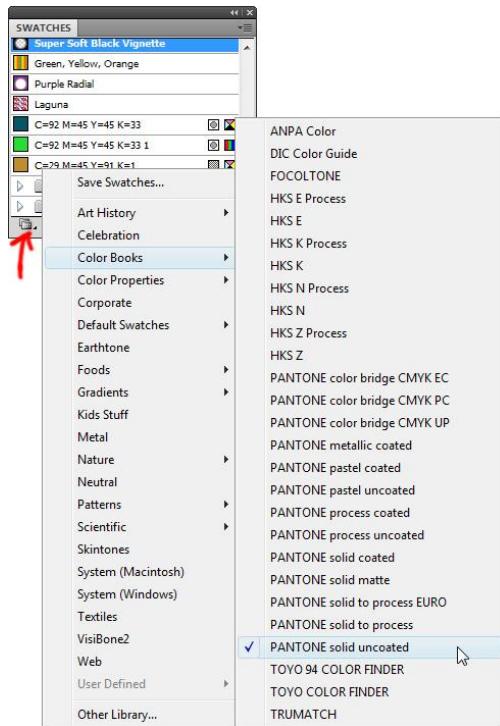 SWATCHES
Super Soft Black Vignette
Green, Yellow, Orange
Purple Radial
Laguna
C=92 M=45 Y=45 K=33
C=92 M=45 Y=45 K=33 1
C=29 M=45 Y=91 K=1
Save Swatches...
Art History
Celebration
Color Books
Color Properties
Corporate
Default Swatches
Earthtone
Foods
Gradients
Kids Stuff
Metal
Nature
Neutral
Patterns
Scientific
Skintones
System (Macintosh)
System (Windows)
Textiles
VisiBone2
Web
User Defined
Other Library...
ANPA Color
DIC Color Guide
FOCOLTONE
HKS E Process
HKS E
HKS K Process
HKS K
HKS N Process
HKS N
HKS Z Process
HKS Z
PANTONE color bridge CMYK EC
PANTONE color bridge CMYK PC
PANTONE color bridge CMYK UP
PANTONE metallic coated
PANTONE pastel coated
PANTONE pastel uncoated
PANTONE process coated
PANTONE process uncoated
PANTONE solid coated
PANTONE solid matte
PANTONE solid to process EURO
PANTONE solid to process
PANTONE solid uncoated
TOYO 94 COLOR FINDER
TOYO COLOR FINDER
TRUMATCH